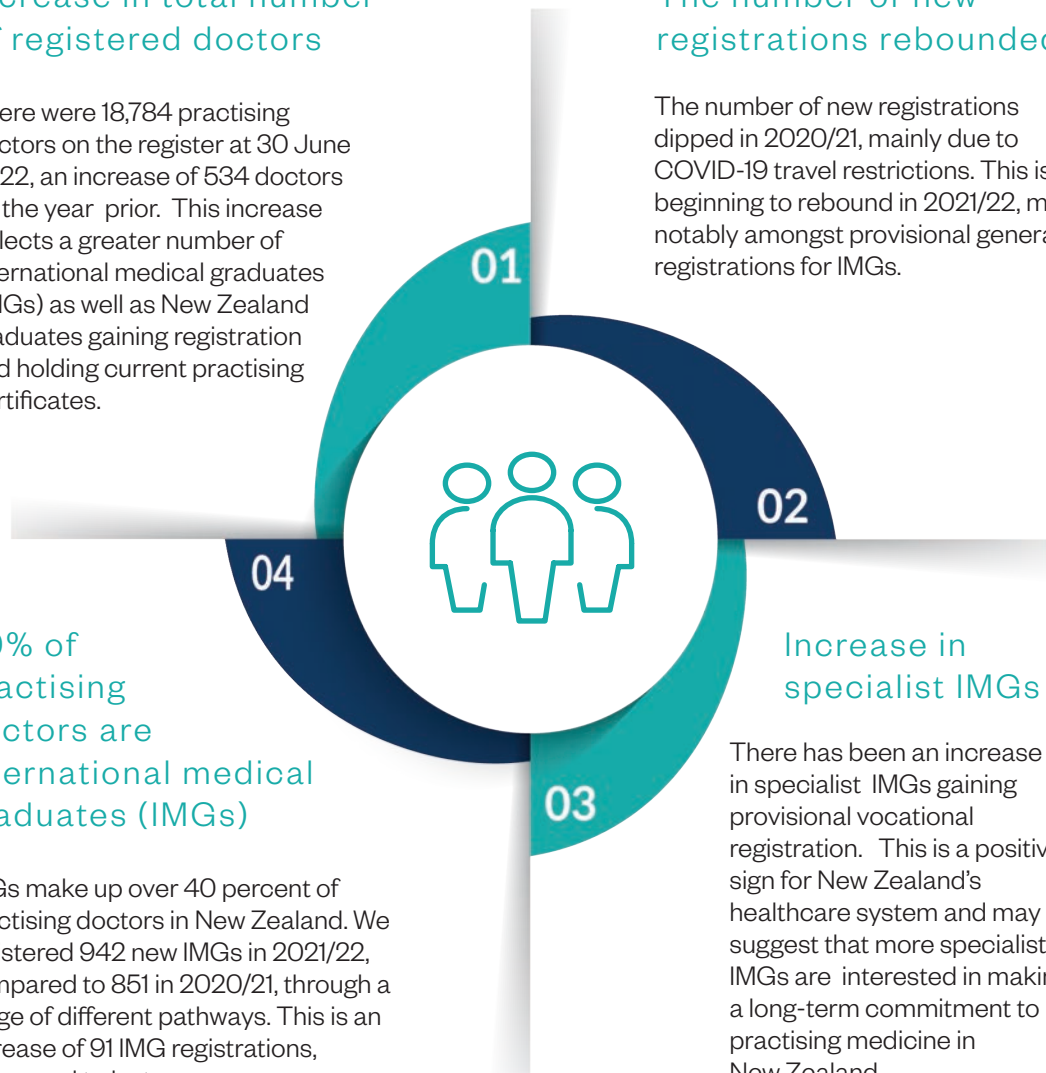 registered doctors
registrations rebounded
ere were 18,784 practising
ctors on the register at 30 June
22, an increase of 534 doctors
the year prior. This increase
lects a greater number of
ernational medical graduates
Gs) as well as New Zealand
aduates gaining registration
d holding current practising
rtificates.
01
The number of new registrations
dipped in 2020/21, mainly due to
COVID-19 travel restrictions. This is
beginning to rebound in 2021/22, m
notably amongst provisional genera
registrations for IMGs.
02
Increase in
specialist IMGs
There has been an increase
in specialist IMGs gaining
provisional vocational
registration. This is a positiv
sign for New Zealand's
healthcare system and may
suggest that more specialist
IMGs are interested in makin
a long-term commitment to
practising medicine in
New Zealand
03
04
0% of
actising
ctors are
ernational medical
aduates (IMGs)
Gs make up over 40 percent of
ctising doctors in New Zealand. We
istered 942 new IMGs in 2021/22,
mpared to 851 in 2020/21, through a
ge of different pathways. This is an
rease of 91 IMG registrations,